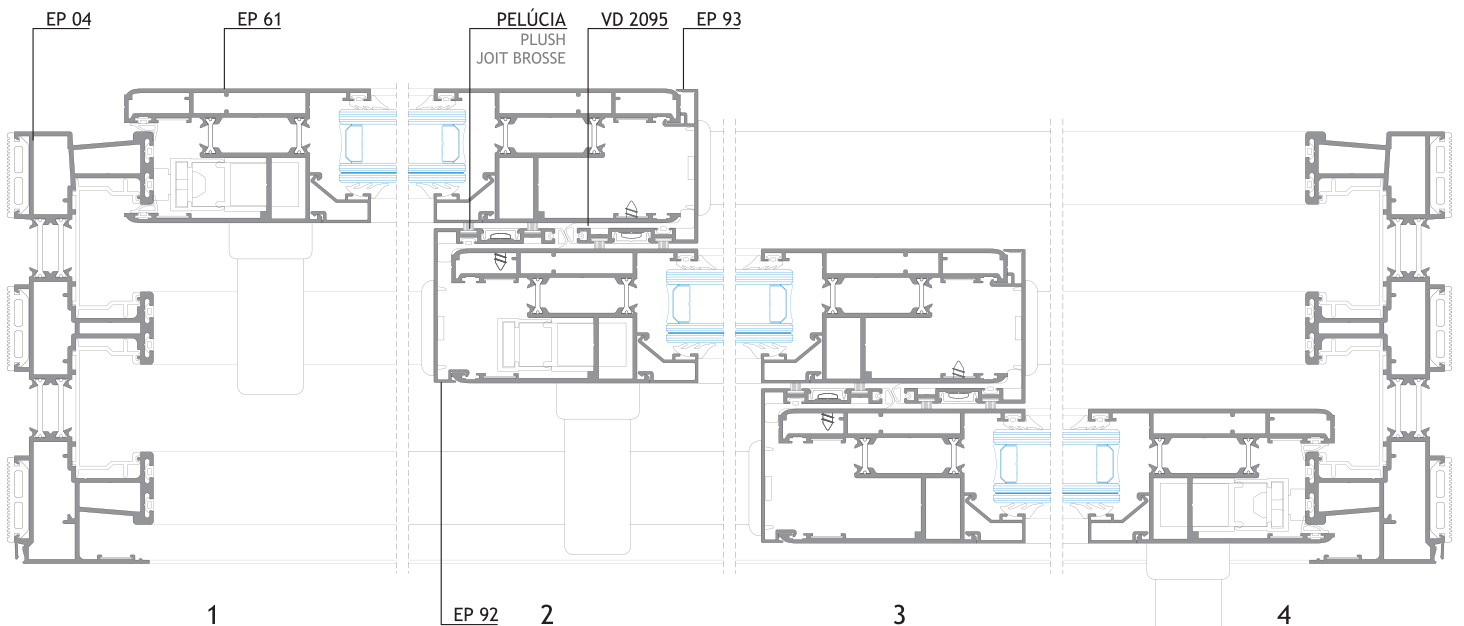 EP 04
EP 61
PELÚCIA
PLUSH
JOIT BROSSE
VD 2095
EP 93
EP 92
1
2
3
4